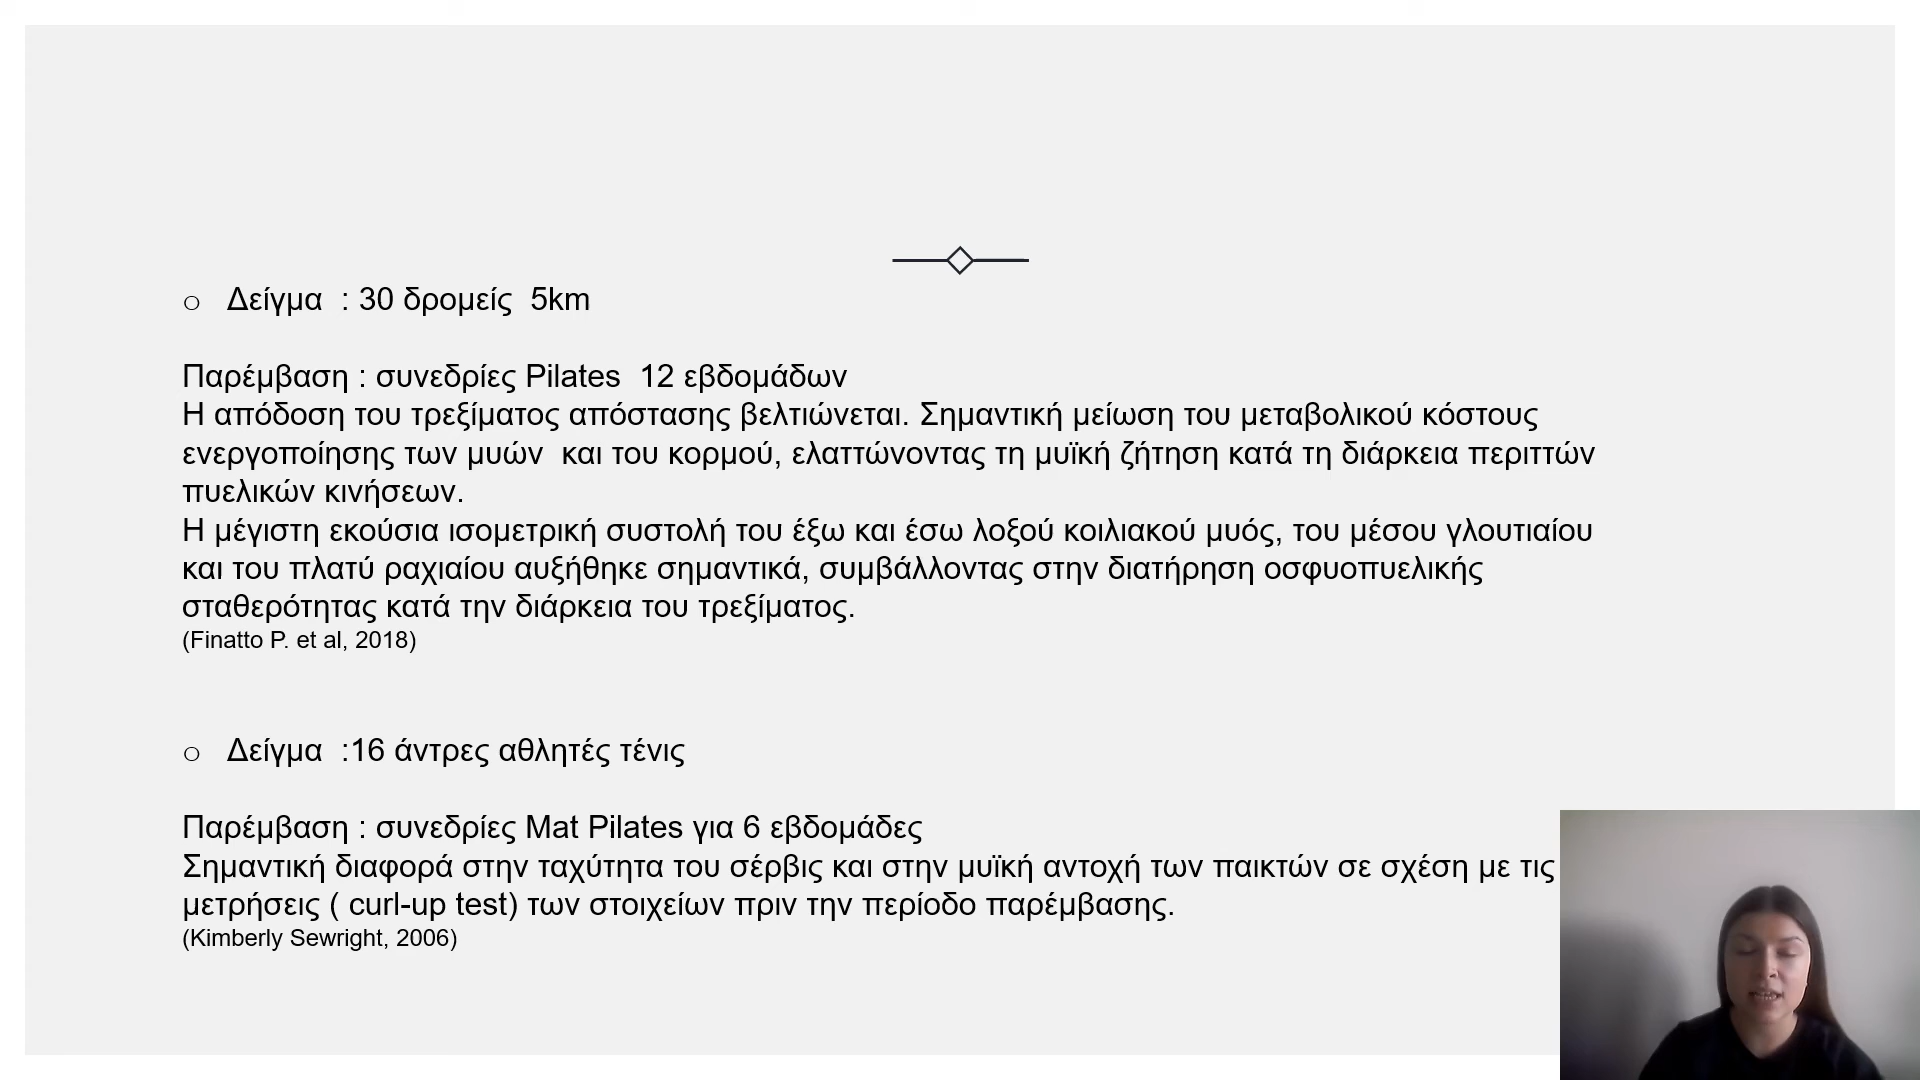 o Δείγμα : 30 δρομείς 5km
Παρέμβαση : συνεδρίες Pilates 12 εβδομάδων
Η απόδοση του τρεξίματος απόστασης βελτιώνεται. Σημαντική μείωση του μεταβολικού κόστους
ενεργοποίησης των μυών και του κορμού, ελαττώνοντας τη μυϊκή ζήτηση κατά τη διάρκεια περιττών
πυελικών κινήσεων.
Η μέγιστη εκούσια ισομετρική συστολή του έξω και έσω λοξού κοιλιακού μυός, του μέσου γλουτιαίου
και του πλατύ ραχιαίου αυξήθηκε σημαντικά, συμβάλλοντας στην διατήρηση οσφυοπυελικής
σταθερότητας κατά την διάρκεια του τρεξίματος.
(Finatto P. et al, 2018)
o Δείγμα :16 άντρες αθλητές τένις
Παρέμβαση : συνεδρίες Mat Pilates για 6 εβδομάδες
Σημαντική διαφορά στην ταχύτητα του σέρβις και στην μυϊκή αντοχή των παικτών σε σχέση με τις
μετρήσεις ( curl-up test) των στοιχείων πριν την περίοδο παρέμβασης.
(Kimberly Sewright, 2006)